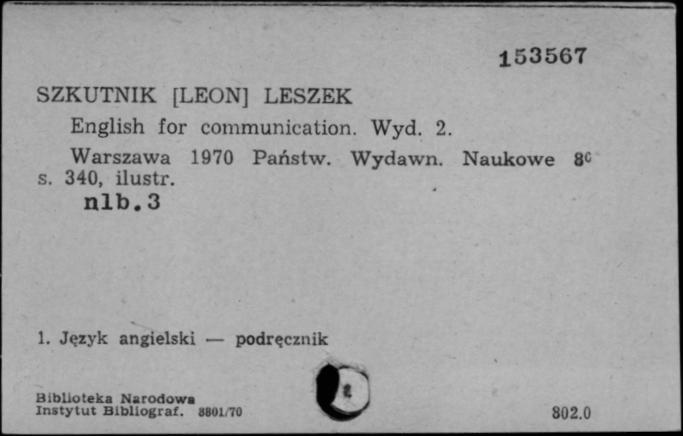 153567
SZKUTNIK [LEON] LESZEK
English for communication. Wyd. 2.
Warszawa 1970 Państw. Wydawn. Naukowe 8°
s. 340, ilustr.
nlb.3
1. Język angielski — podręcznik
Biblioteka Narodowa
Instytut Bibliograf. 8801/70
802.0